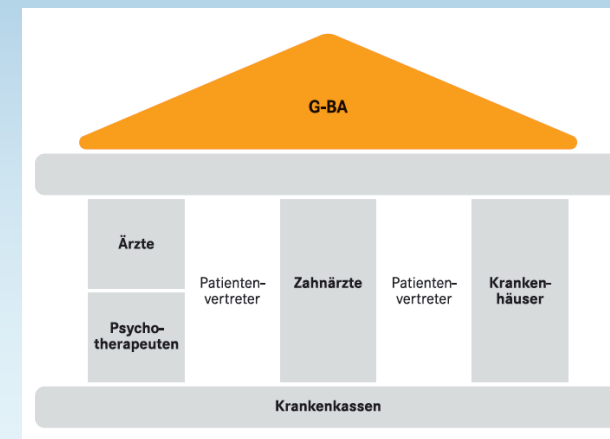 G-BA
Ärzte
Psycho-
therapeuten
Patienten-
vertreter
Zahnärzte
Patienten-
vertreter
Kranken-
häuser
Krankenkassen